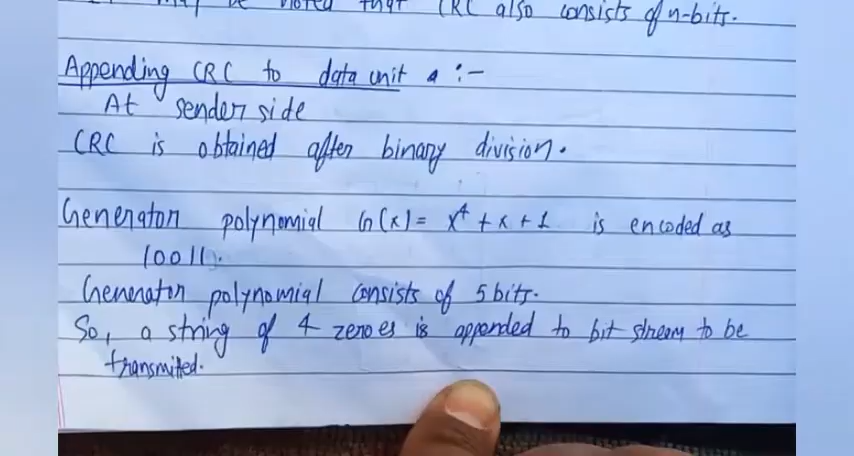 may be noted that CRC also consists of n-bits.
Appending CRC to data unit a :-
At sender side
CRC is obtained after binary division.
Generator polynomial G(x) = x⁴ + x + 1 is encoded as
10011.
Generator polynomial consists of 5 bits.
So, a string of 4 zeroes is appended to bit stream to be
transmitted.